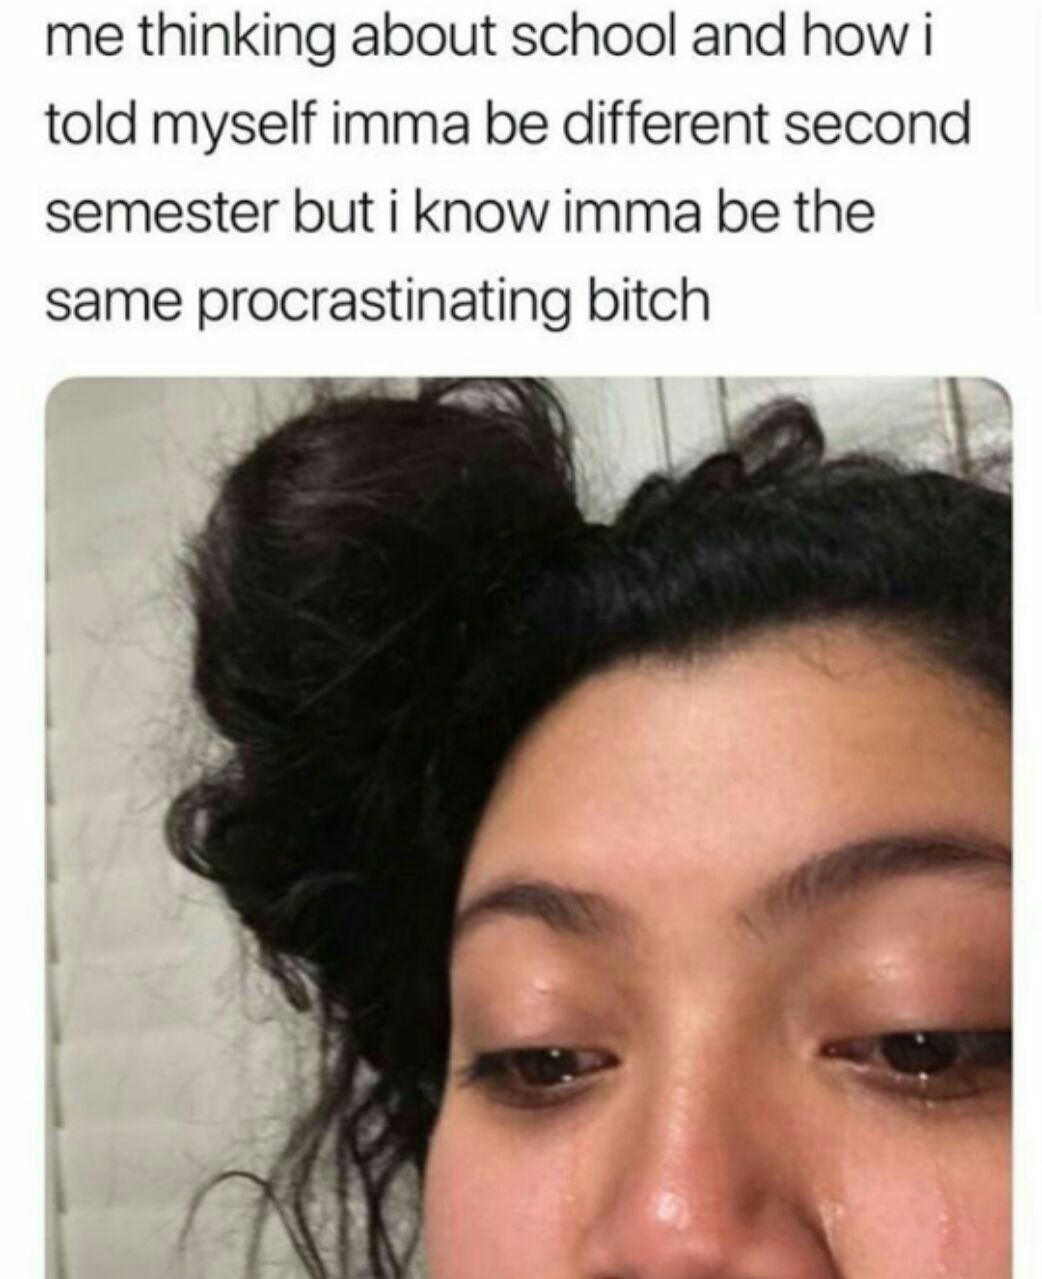 me thinking about school and how i
told myself imma be different second
semester but i know imma be the
same procrastinating bitch